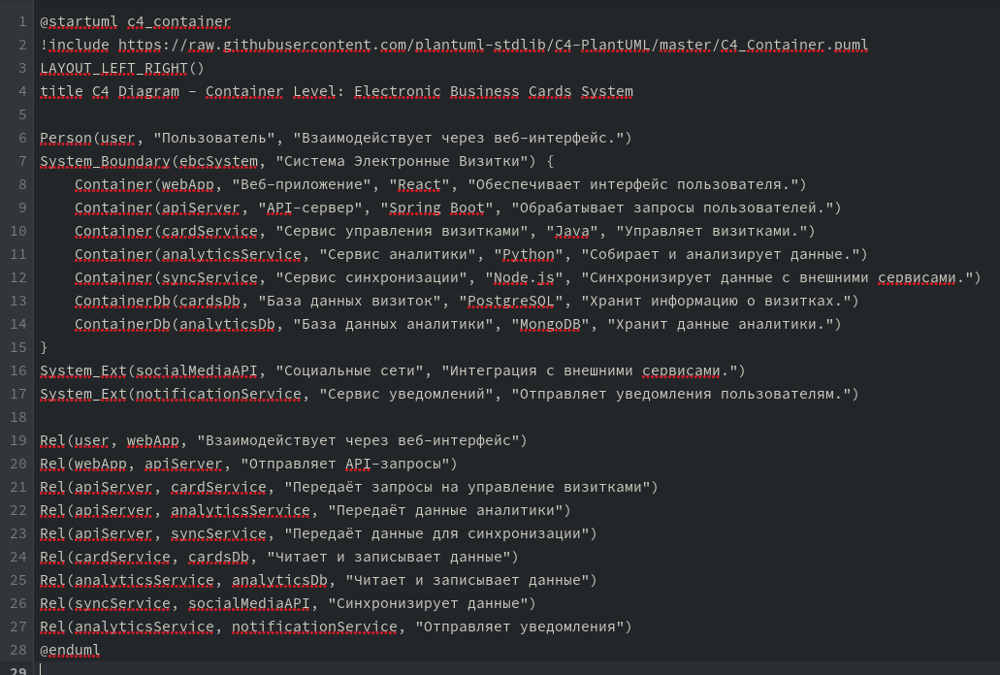 1 @startuml c4_container
2 !include https://raw.githubusercontent.com/plantuml-stdlib/C4-PlantUML/master/C4_Container.puml
3 LAYOUT_LEFT_RIGHT()
4 title C4 Diagram - Container Level: Electronic Business Cards System
5
6 Person(user, "Пользователь", "Взаимодействует через веб-интерфейс.")
7 System_Boundary(ebcSystem, "Система Электронные Визитки") {
8     Container(webApp, "Веб-приложение", "React", "Обеспечивает интерфейс пользователя.")
9     Container(apiServer, "API-сервер", "Spring Boot", "Обрабатывает запросы пользователей.")
10     Container(cardService, "Сервис управления визитками", "Java", "Управляет визитками.")
11     Container(analyticsService, "Сервис аналитики", "Python", "Собирает и анализирует данные.")
12     Container(syncService, "Сервис синхронизации", "Node.js", "Синхронизирует данные с внешними сервисами.")
13     ContainerDb(cardsDb, "База данных визиток", "PostgreSQL", "Хранит информацию о визитках.")
14     ContainerDb(analyticsDb, "База данных аналитики", "MongoDB", "Хранит данные аналитики.")
15 }
16 System_Ext(socialMediaAPI, "Социальные сети", "Интеграция с внешними сервисами.")
17 System_Ext(notificationService, "Сервис уведомлений", "Отправляет уведомления пользователям.")
18
19 Rel(user, webApp, "Взаимодействует через веб-интерфейс")
20 Rel(webApp, apiServer, "Отправляет API-запросы")
21 Rel(apiServer, cardService, "Передаёт запросы на управление визитками")
22 Rel(apiServer, analyticsService, "Передаёт данные аналитики")
23 Rel(apiServer, syncService, "Передаёт данные для синхронизации")
24 Rel(cardService, cardsDb, "Читает и записывает данные")
25 Rel(analyticsService, analyticsDb, "Читает и записывает данные")
26 Rel(syncService, socialMediaAPI, "Синхронизирует данные")
27 Rel(analyticsService, notificationService, "Отправляет уведомления")
28 @enduml
29